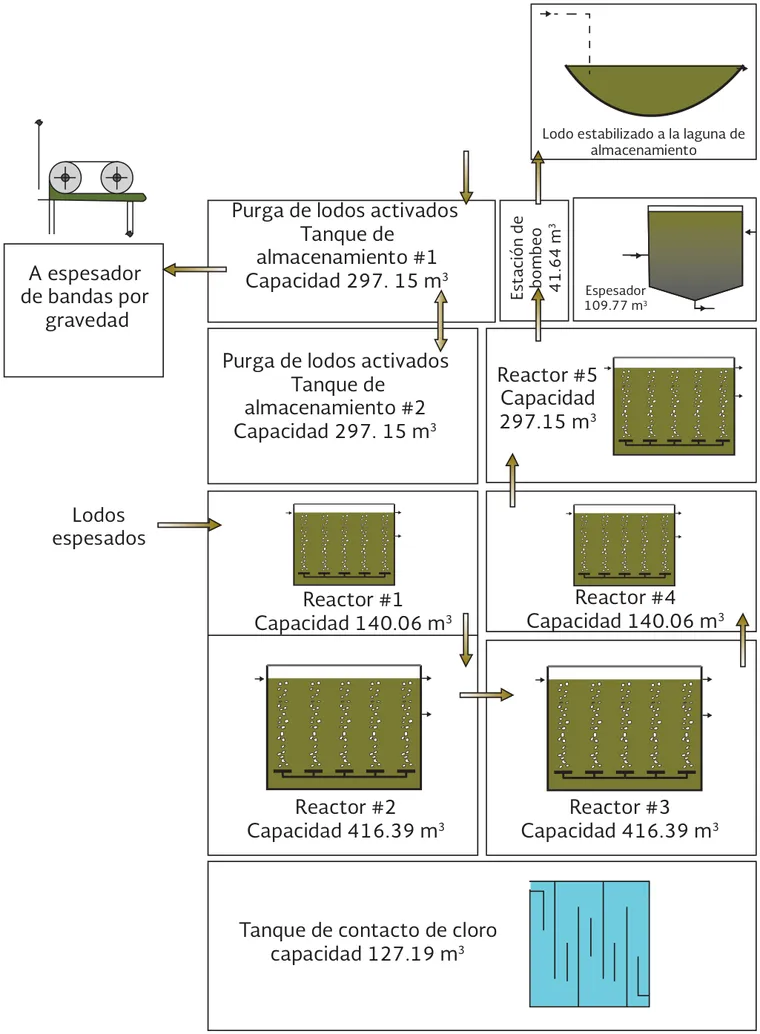 Lodo estabilizado a la laguna de
almacenamiento
Purga de lodos activados
Tanque de
almacenamiento #1
Capacidad 297. 15 m³
Estación de
bombeo
41.64 m³
Espesador
109.77 m³
A espesador
de bandas por
gravedad
Purga de lodos activados
Tanque de
almacenamiento #2
Capacidad 297. 15 m³
Reactor #5
Capacidad
297.15 m³
Lodos
espesados
Reactor #1
Capacidad 140.06 m³
Reactor #4
Capacidad 140.06 m³
Reactor #2
Capacidad 416.39 m³
Reactor #3
Capacidad 416.39 m³
Tanque de contacto de cloro
capacidad 127.19 m³